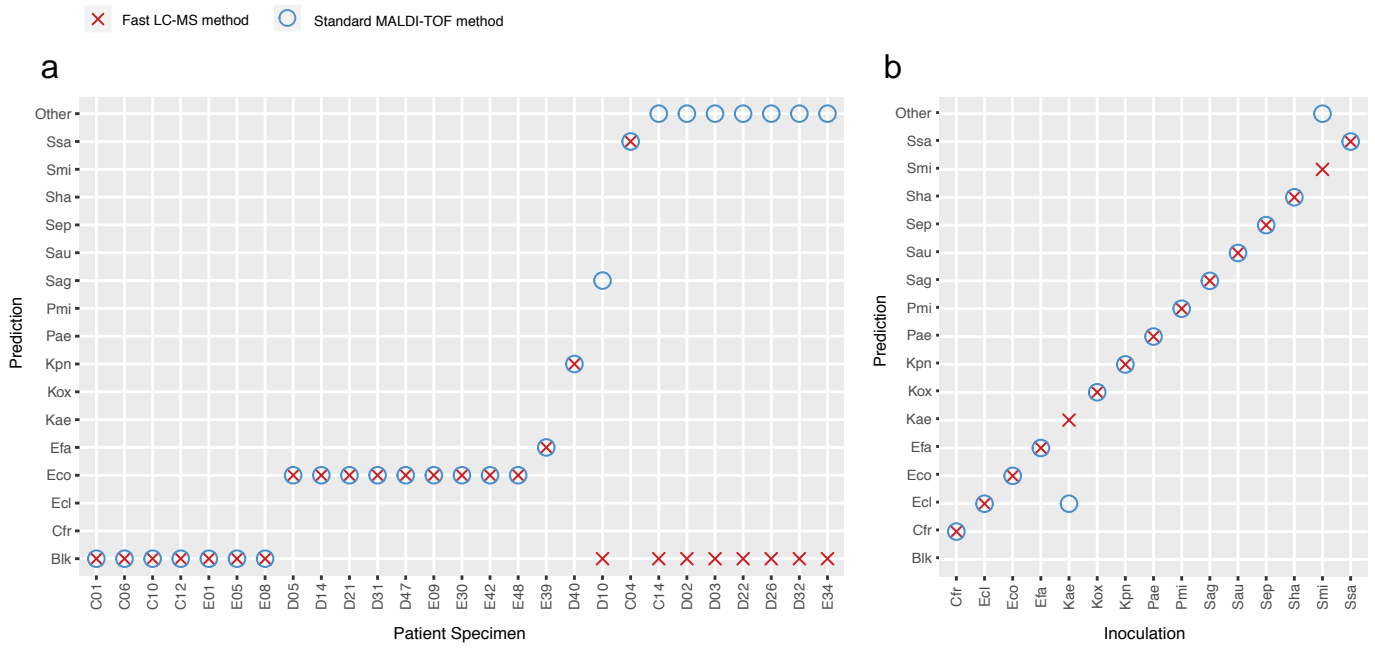 Fast LC-MS method
Standard MALDI-TOF method
a
Prediction
Other
Ssa
Smi
Sha
Sep
Sau
Sag
Pmi
Pae
Kpn
Kox
Kae
Efa
Eco
Ecl
Cfr
Blk
C01 C06 C10 C12 E01 E05 E08 D05 D14 D21 D31 D47 E09 E30 E42 E48 E39 D40 D10 C04 C14 D02 D03 D22 D26 D32 E34
Patient Specimen
b
Prediction
Other
Ssa
Smi
Sha
Sep
Sau
Sag
Pmi
Pae
Kpn
Kox
Kae
Efa
Eco
Ecl
Cfr
Blk
Cfr Ecl Eco Efa Kae Kox Kpn Pae Pmi Sag Sau Sep Sha Smi Ssa
Inoculation